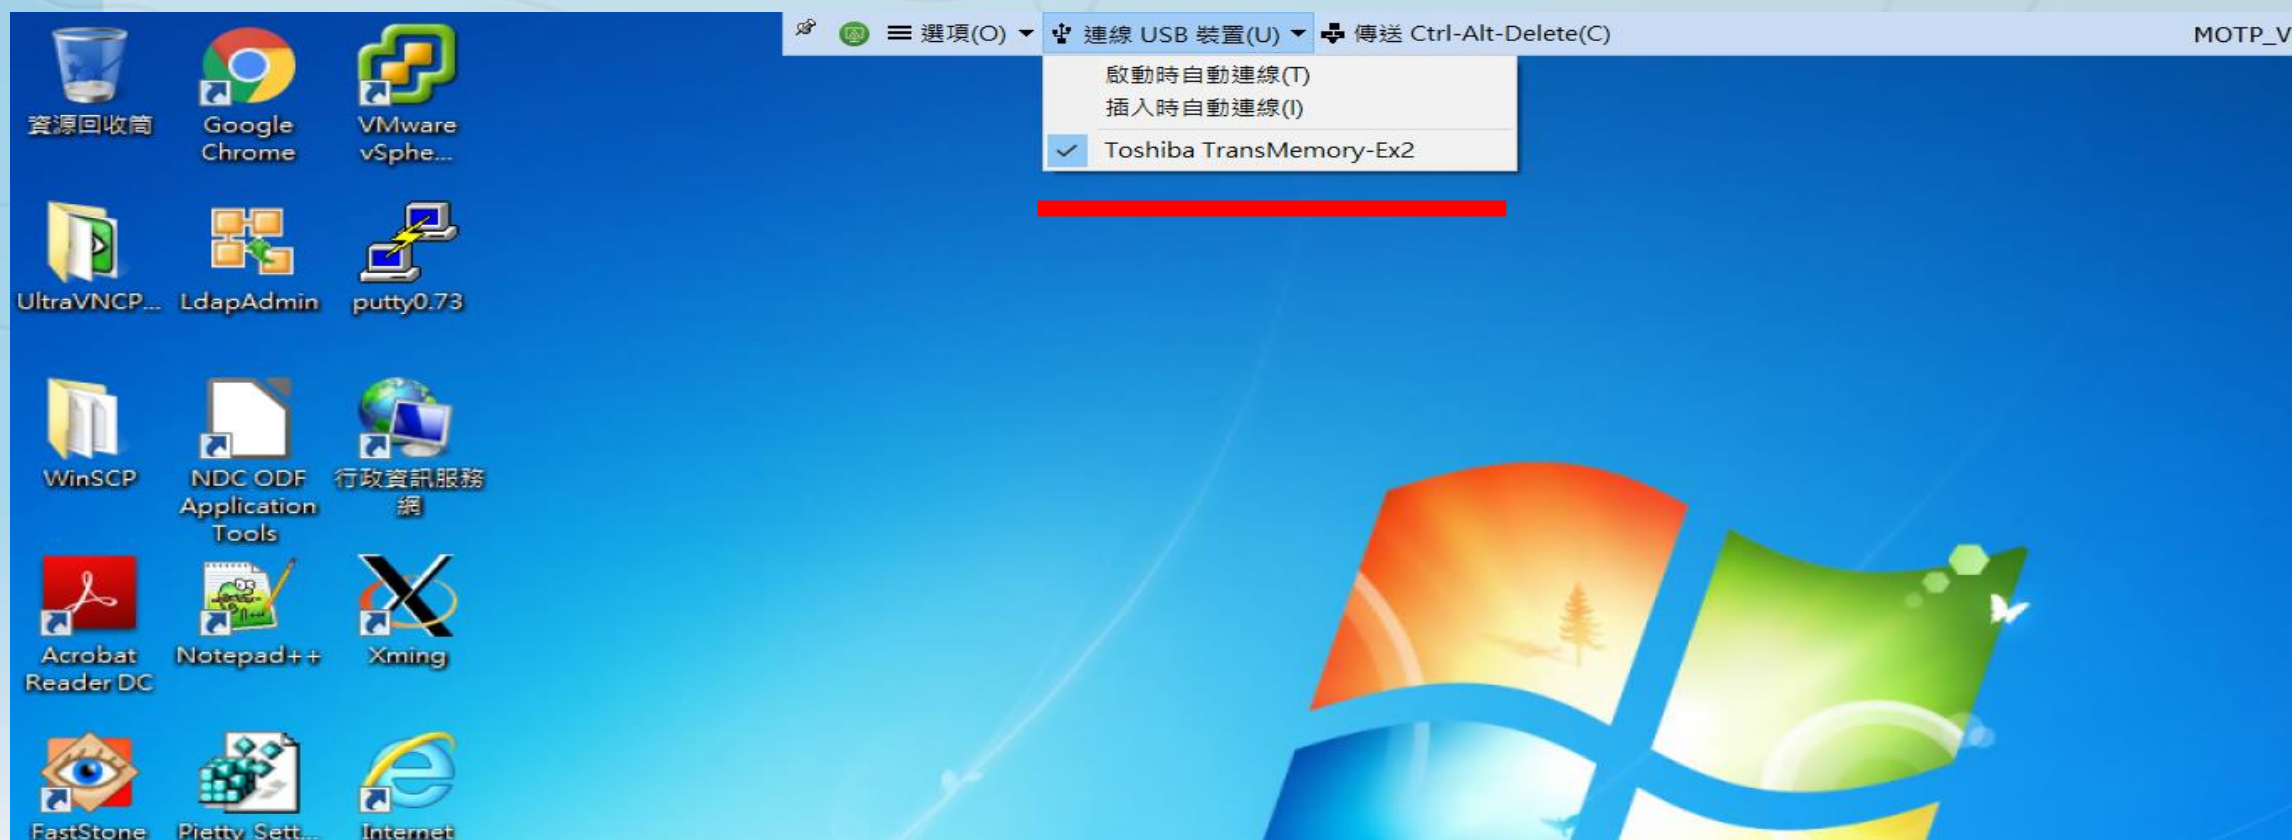 選項(O)
連線 USB 裝置(U)
傳送 Ctrl-Alt-Delete(C)
MOTP_V
啟動時自動連線(T)
插入時自動連線(I)
Toshiba TransMemory-Ex2
資源回收筒
Google
Chrome
VMware
vSphe...
UltraVNCP...
LdapAdmin
putty0.73
WinSCP
NDC ODF
Application
Tools
行政資訊服務
網
Acrobat
Reader DC
Notepad++
Xming
FastStone
Pietty Sett...
Internet